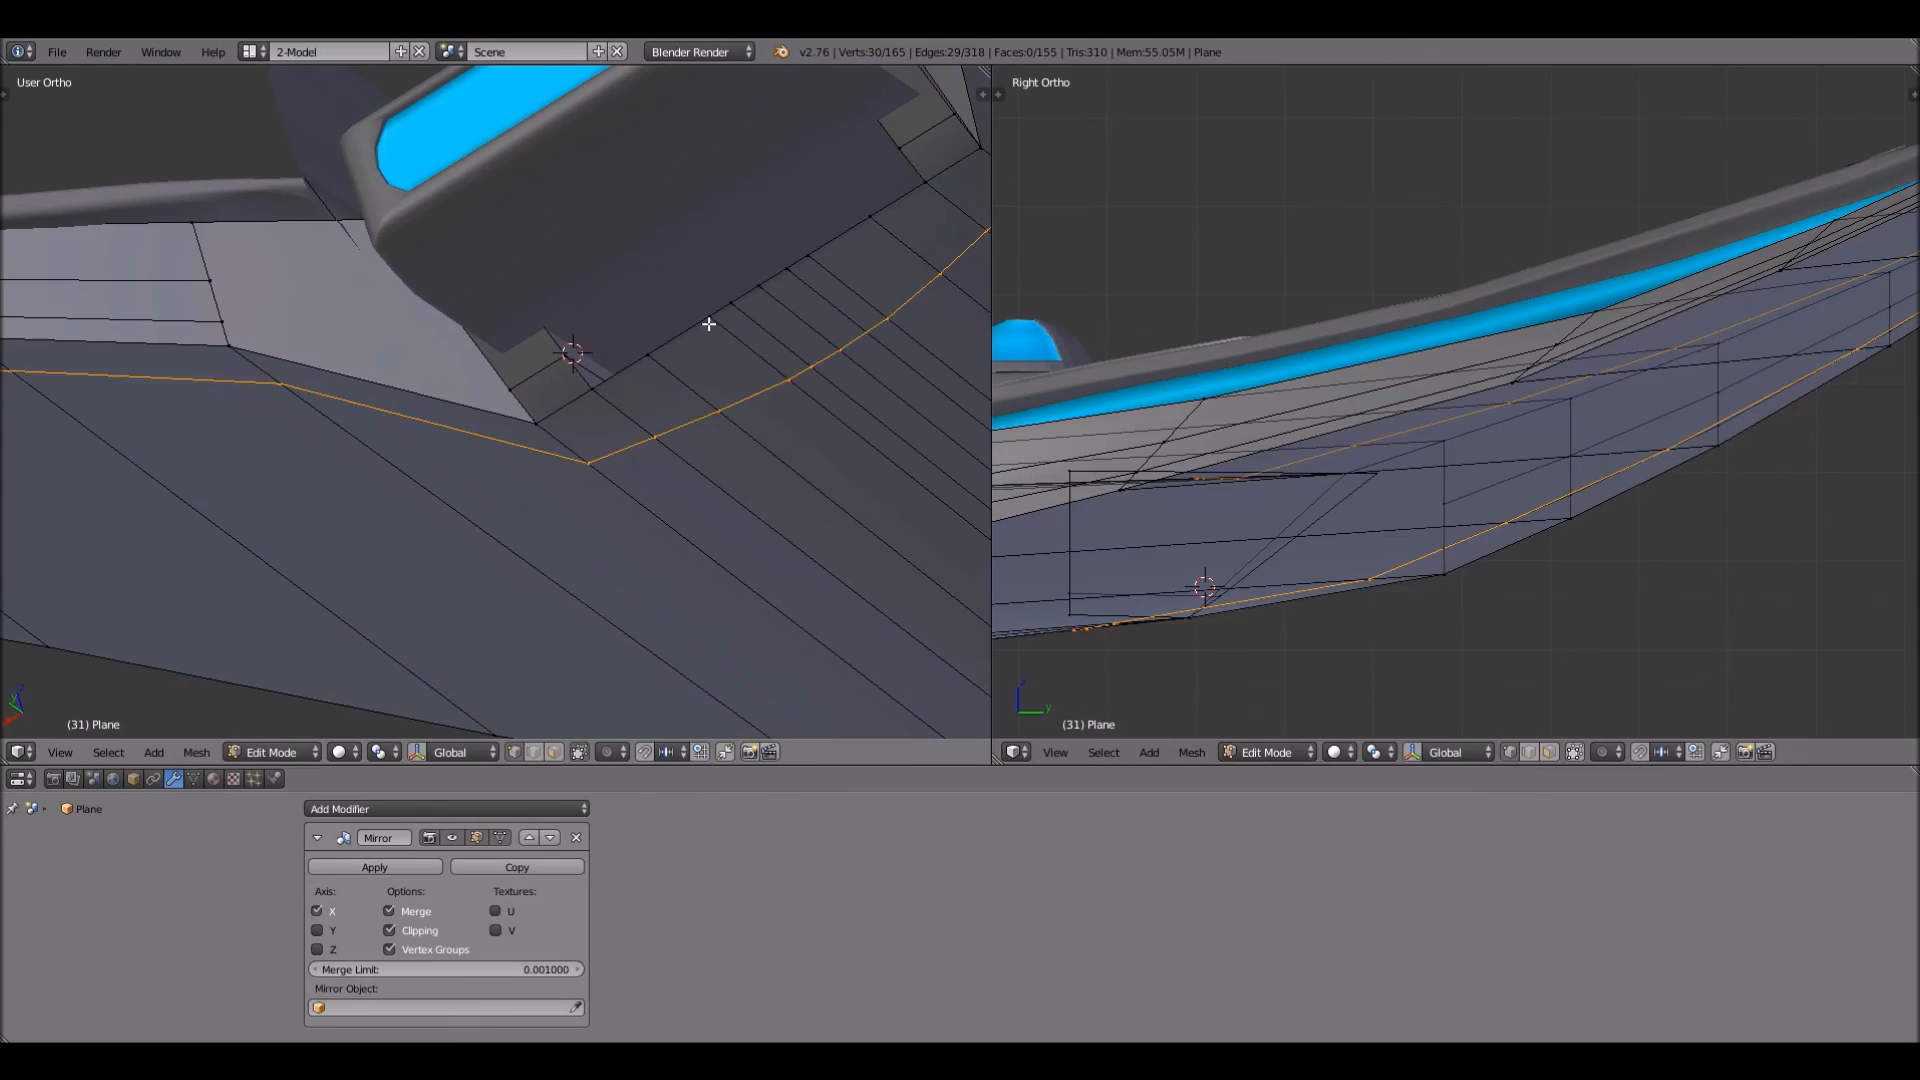 File Render Window Help 2-Model Scene Blender Render v2.76 | Verts:30/165 | Edges:29/318 | Faces:0/155 | Tris:310 | Mem:55.05M | Plane
User Ortho
Right Ortho
z
y
z
y
(31) Plane
(31) Plane
View Select Add Mesh Edit Mode Global
View Select Add Mesh Edit Mode Global
Plane
Add Modifier
Mirror
Apply Copy
Axis: Options: Textures:
X Merge U
Y Clipping V
Z Vertex Groups
Merge Limit: 0.001000
Mirror Object: